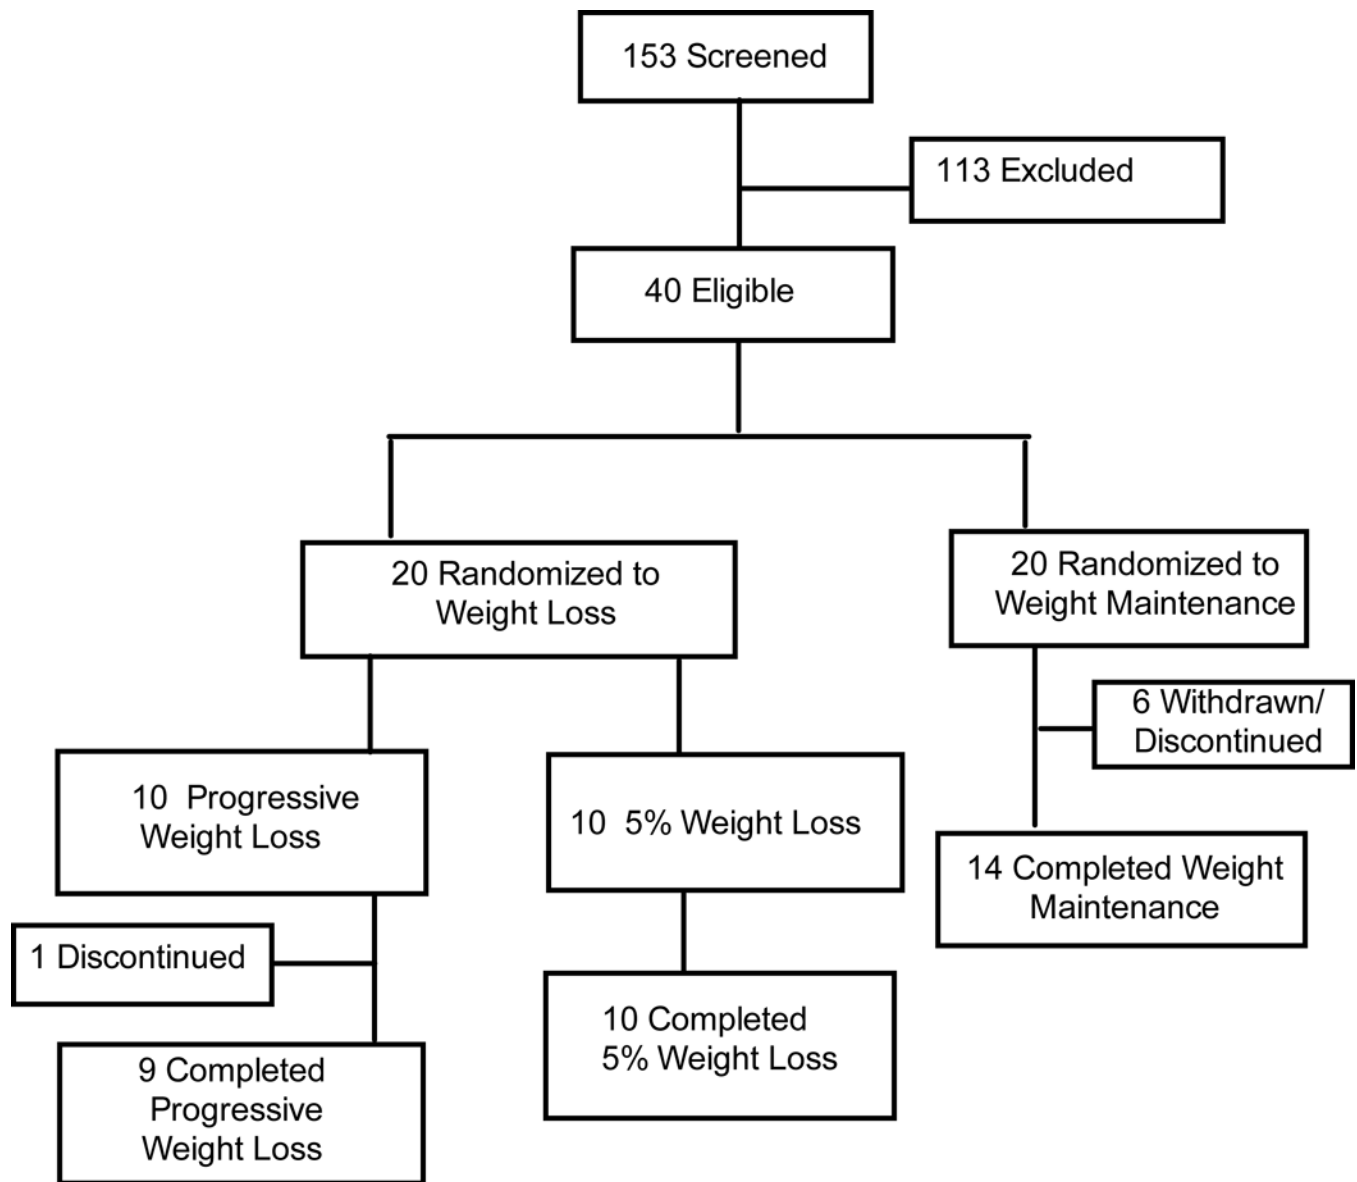 153 Screened
113 Excluded
40 Eligible
20 Randomized to
Weight Loss
20 Randomized to
Weight Maintenance
6 Withdrawn/
Discontinued
10 Progressive
Weight Loss
10 5% Weight Loss
14 Completed Weight
Maintenance
1 Discontinued
10 Completed
5% Weight Loss
9 Completed
Progressive
Weight Loss